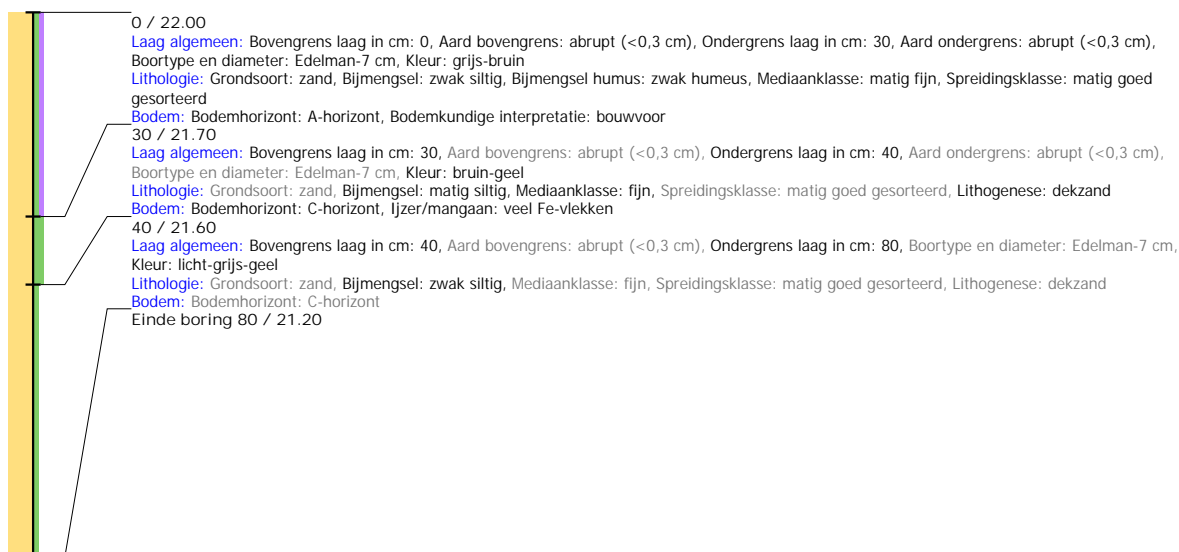 0 / 22.00
Laag algemeen: Bovengrens laag in cm: 0, Aard bovengrens: abrupt (<0,3 cm), Ondergrens laag in cm: 30, Aard ondergrens: abrupt (<0,3 cm),
Boortype en diameter: Edelman-7 cm, Kleur: grijs-bruin
Lithologie: Grondsoort: zand, Bijmengsel: zwak siltig, Bijmengsel humus: zwak humeus, Mediaanklasse: matig fijn, Spreidingsklasse: matig goed
gesorteerd
Bodem: Bodemhorizont: A-horizont, Bodemkundige interpretatie: bouwvoor
30 / 21.70
Laag algemeen: Bovengrens laag in cm: 30, Aard bovengrens: abrupt (<0,3 cm), Ondergrens laag in cm: 40, Aard ondergrens: abrupt (<0,3 cm),
Boortype en diameter: Edelman-7 cm, Kleur: bruin-geel
Lithologie: Grondsoort: zand, Bijmengsel: matig siltig, Mediaanklasse: fijn, Spreidingsklasse: matig goed gesorteerd, Lithogenese: dekzand
Bodem: Bodemhorizont: C-horizont, Ijzer/mangaan: veel Fe-vlekken
40 / 21.60
Laag algemeen: Bovengrens laag in cm: 40, Aard bovengrens: abrupt (<0,3 cm), Ondergrens laag in cm: 80, Boortype en diameter: Edelman-7 cm,
Kleur: licht-grijs-geel
Lithologie: Grondsoort: zand, Bijmengsel: zwak siltig, Mediaanklasse: fijn, Spreidingsklasse: matig goed gesorteerd, Lithogenese: dekzand
Bodem: Bodemhorizont: C-horizont
Einde boring 80 / 21.20